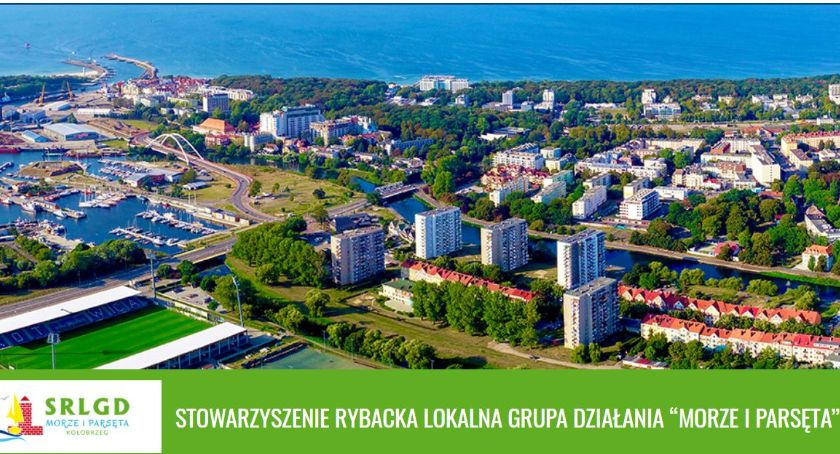 SRLGD
MORZE I PARSĘTA
KOŁOBRZEG
STOWARZYSZENIE RYBACKA LOKALNA GRUPA DZIAŁANIA “MORZE I PARSĘTA”